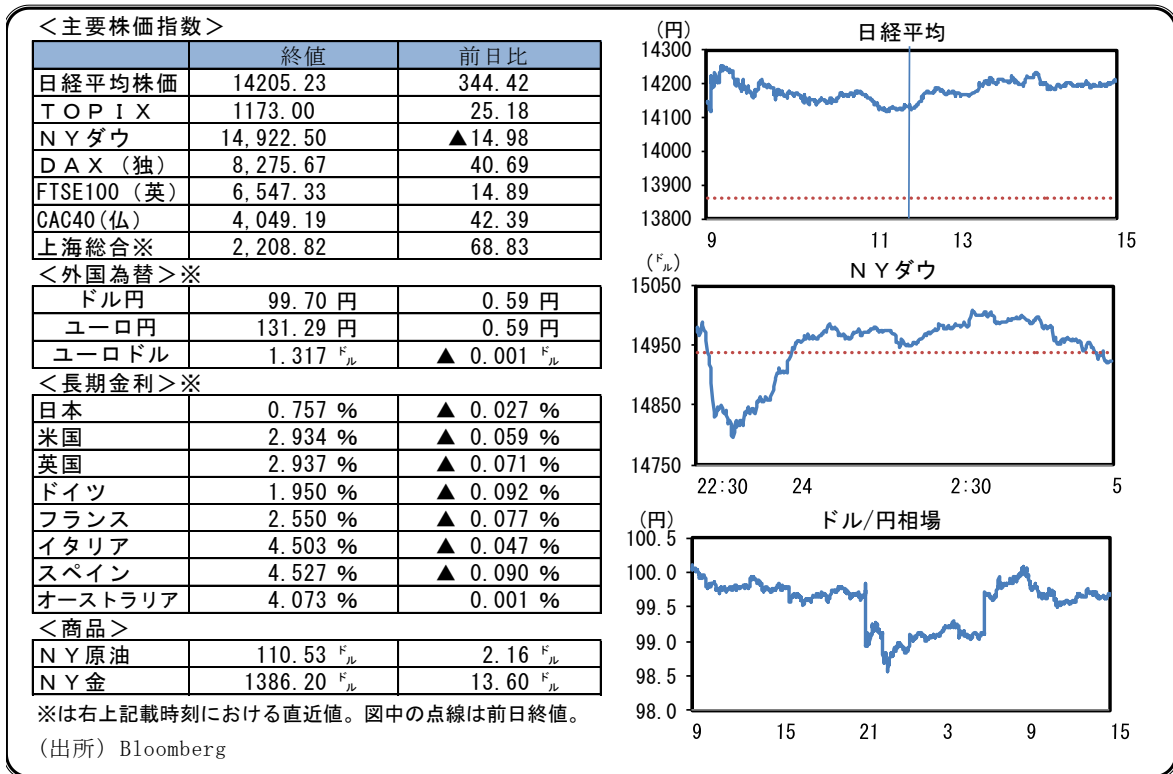 ＜主要株価指数＞
終値 前日比
日経平均株価 14205.23 344.42
ＴＯＰＩＸ 1173.00 25.18
ＮＹダウ 14,922.50 ▲14.98
ＤＡＸ（独） 8,275.67 40.69
FTSE100（英） 6,547.33 14.89
CAC40(仏) 4,049.19 42.39
上海総合※ 2,208.82 68.83
＜外国為替＞※
ドル円 99.70 円 0.59 円
ユーロ円 131.29 円 0.59 円
ユーロドル 1.317 ㌦ ▲ 0.001 ㌦
＜長期金利＞※
日本 0.757 % ▲ 0.027 %
米国 2.934 % ▲ 0.059 %
英国 2.937 % ▲ 0.071 %
ドイツ 1.950 % ▲ 0.092 %
フランス 2.550 % ▲ 0.077 %
イタリア 4.503 % ▲ 0.047 %
スペイン 4.527 % ▲ 0.090 %
オーストラリア 4.073 % 0.001 %
＜商品＞
ＮＹ原油 110.53 ㌦ 2.16 ㌦
ＮＹ金 1386.20 ㌦ 13.60 ㌦
※は右上記載時刻における直近値。図中の点線は前日終値。
(出所) Bloomberg
日経平均
(円)
14300
14200
14100
14000
13900
13800
9 11 13 15
ＮＹダウ
(㌦)
15050
14950
14850
14750
22:30 24 2:30 5
ドル/円相場
(円)
100.5
100.0
99.5
99.0
98.5
98.0
9 15 21 3 9 15